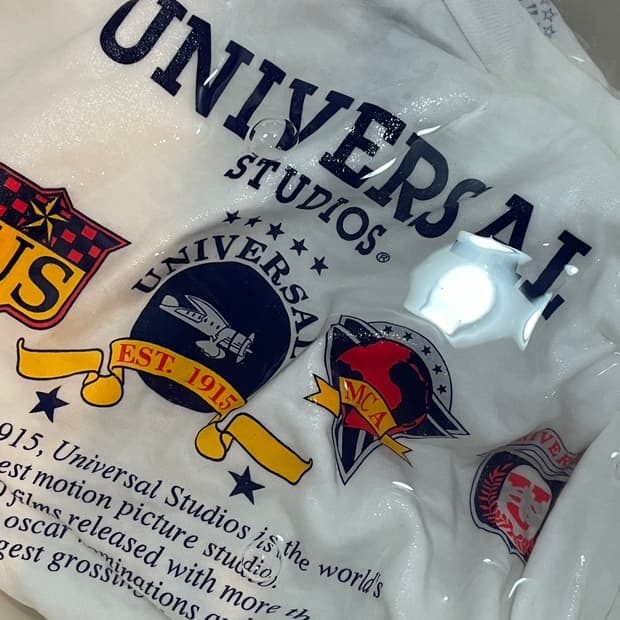 UNIVERSAL
STUDIOS®
US
UNIVERSAL
EST. 1915
MCA
UNIVERS
915, Universal Studios is the world's
est motion picture studio,
films released with more th
oscar
gest grossing